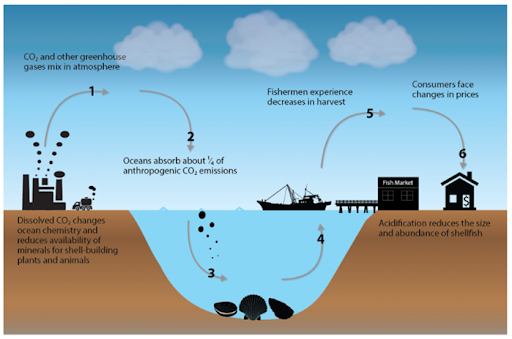 CO₂ and other greenhouse
gases mix in atmosphere
1
2
Oceans absorb about ¼ of
anthropogenic CO₂ emissions
Fishermen experience
decreases in harvest
5
Consumers face
changes in prices
6
Fish Market
$
Dissolved CO₂ changes
ocean chemistry and
reduces availability of
minerals for shell-building
plants and animals
3
4
Acidification reduces the size
and abundance of shellfish